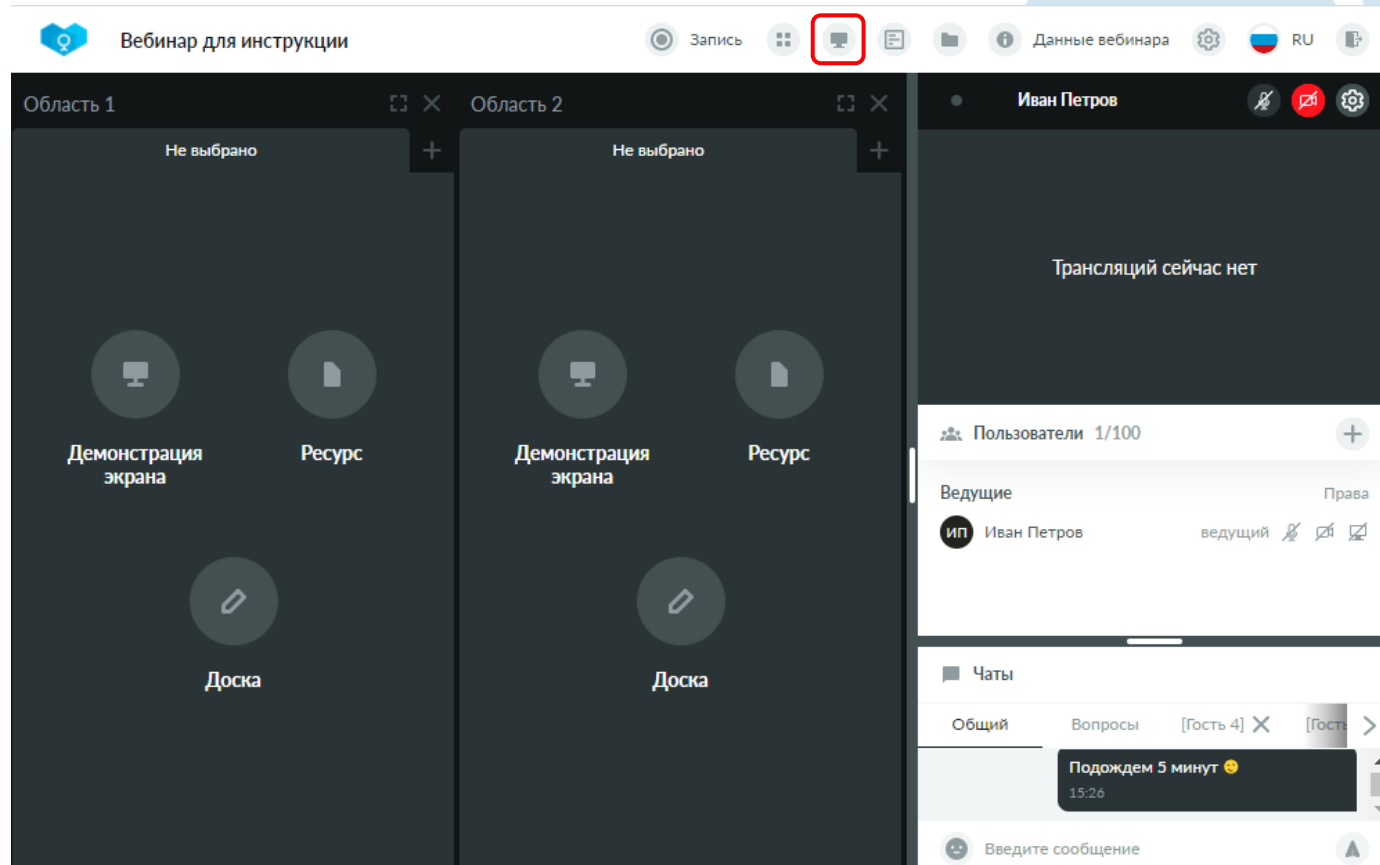 Вебинар для инструкции
Запись
Данные вебинара
RU
Область 1
Область 2
Не выбрано
Не выбрано
Демонстрация
экрана
Ресурс
Доска
Демонстрация
экрана
Ресурс
Доска
Иван Петров
Трансляций сейчас нет
Пользователи 1/100
Ведущие Права
ИП Иван Петров ведущий
Чаты
Общий Вопросы [Гость 4] [Гость
Подождем 5 минут 😉
15:26
Введите сообщение